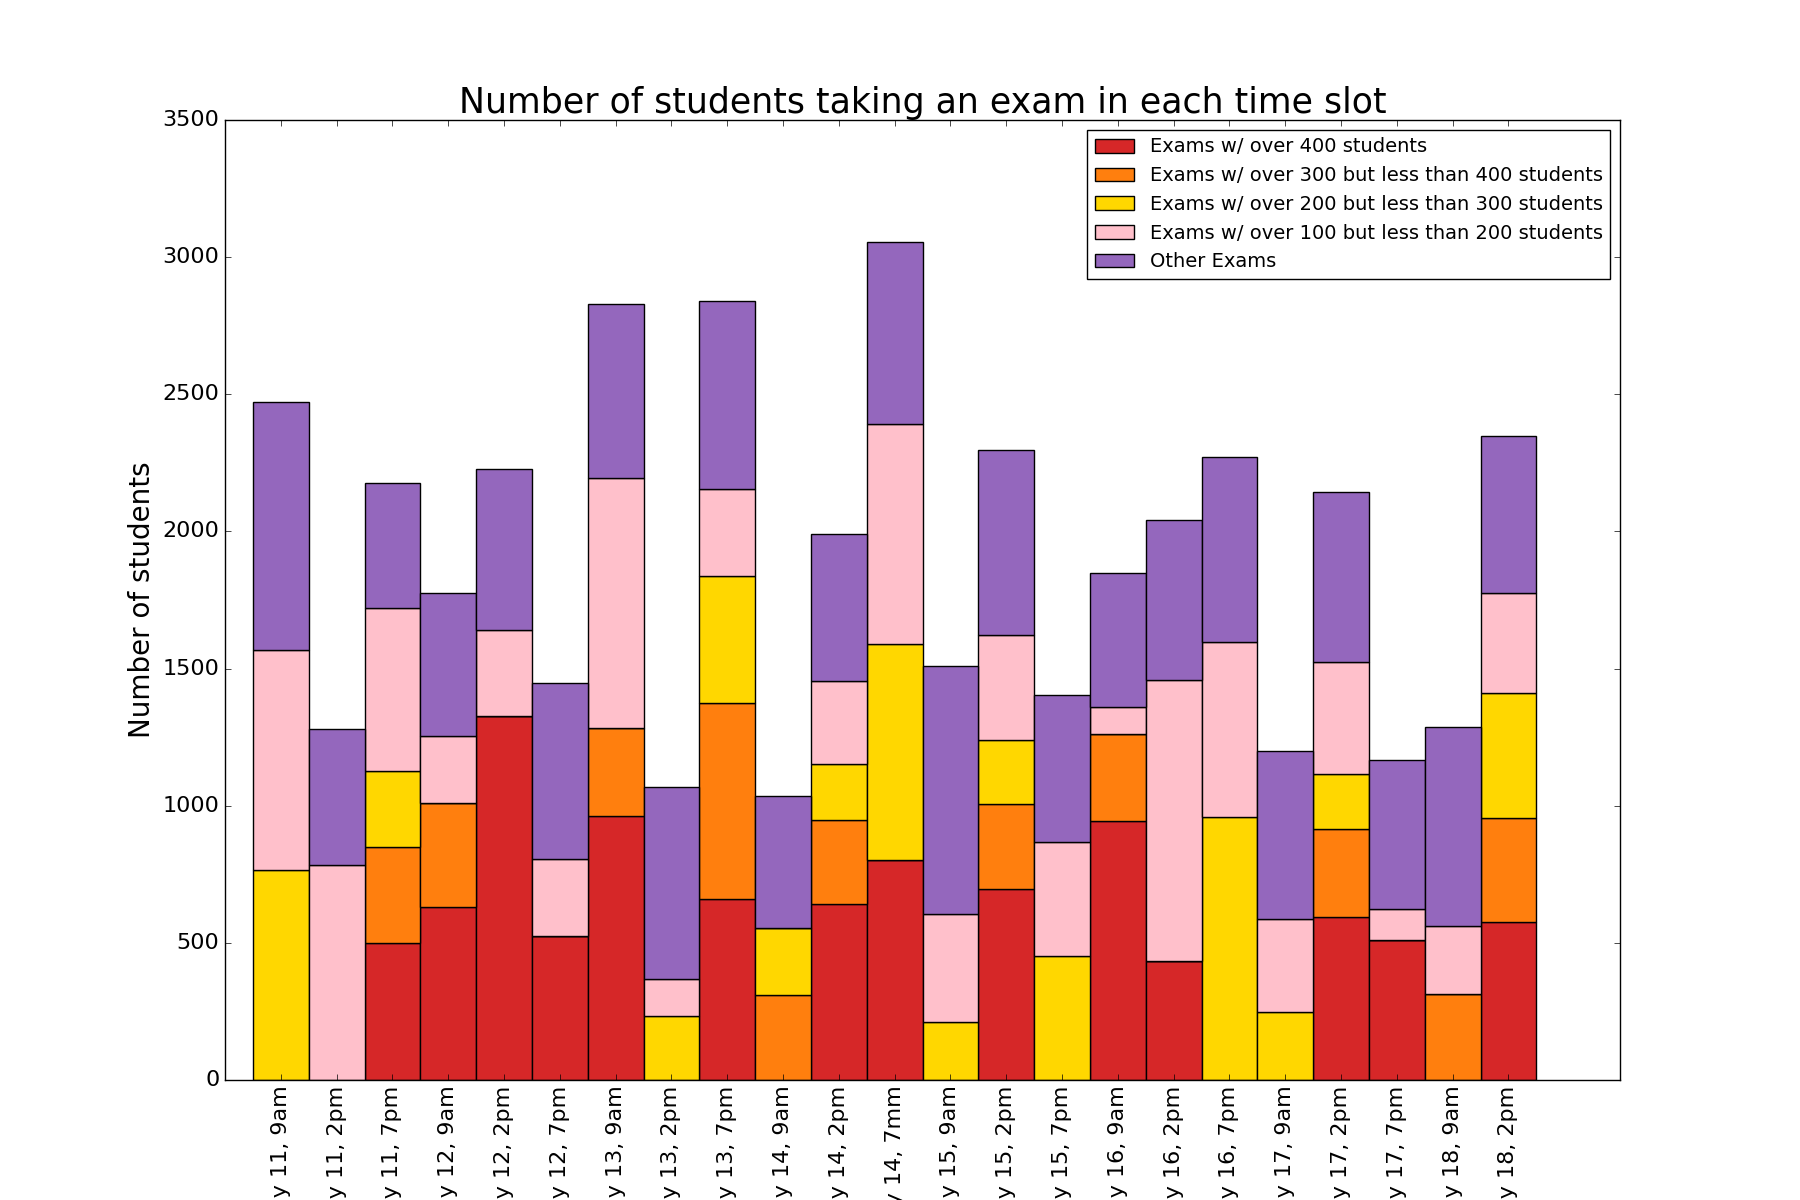 Number of students taking an exam in each time slot
Exams w/ over 400 students
Exams w/ over 300 but less than 400 students
Exams w/ over 200 but less than 300 students
Exams w/ over 100 but less than 200 students
Other Exams
Number of students
3500
3000
2500
2000
1500
1000
500
0
y 11, 9am
y 11, 2pm
y 11, 7pm
y 12, 9am
y 12, 2pm
y 12, 7pm
y 13, 9am
y 13, 2pm
y 13, 7pm
y 14, 9am
y 14, 2pm
y 14, 7mm
y 15, 9am
y 15, 2pm
y 15, 7pm
y 16, 9am
y 16, 2pm
y 16, 7pm
y 17, 9am
y 17, 2pm
y 17, 7pm
y 18, 9am
y 18, 2pm